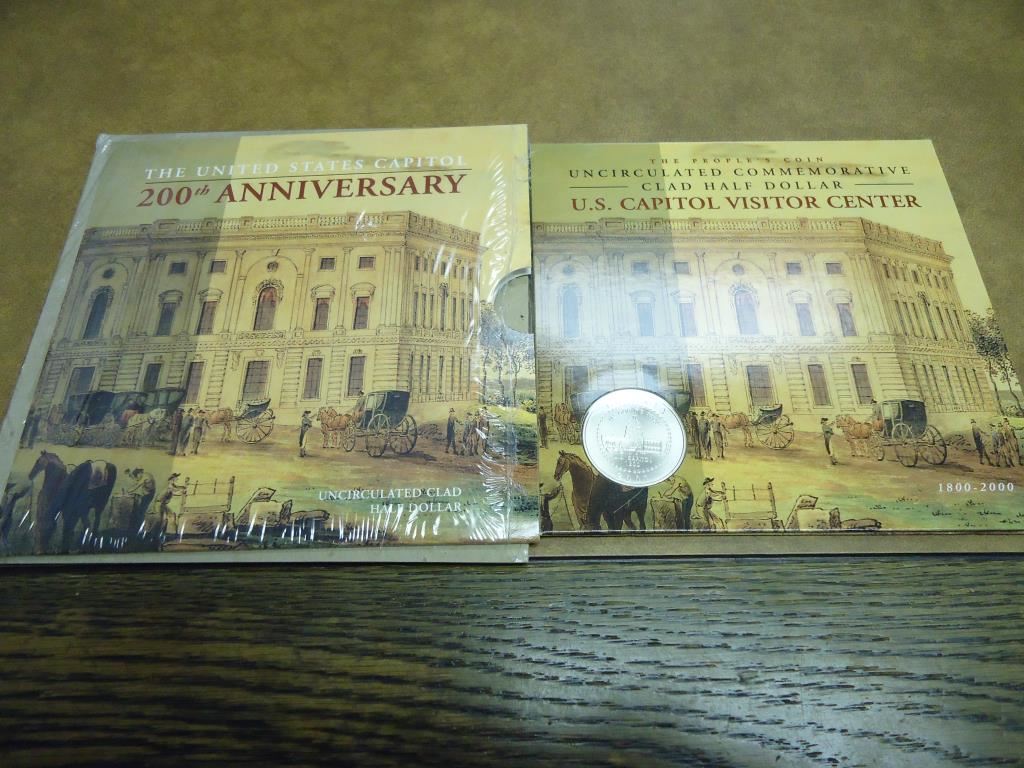 THE UNITED STATES CAPITOL
200th ANNIVERSARY
UNCIRCULATED CLAD
HALF DOLLAR
THE PEOPLE'S COIN
UNCIRCULATED COMMEMORATIVE
CLAD HALF DOLLAR
U.S. CAPITOL VISITOR CENTER
1800-2000